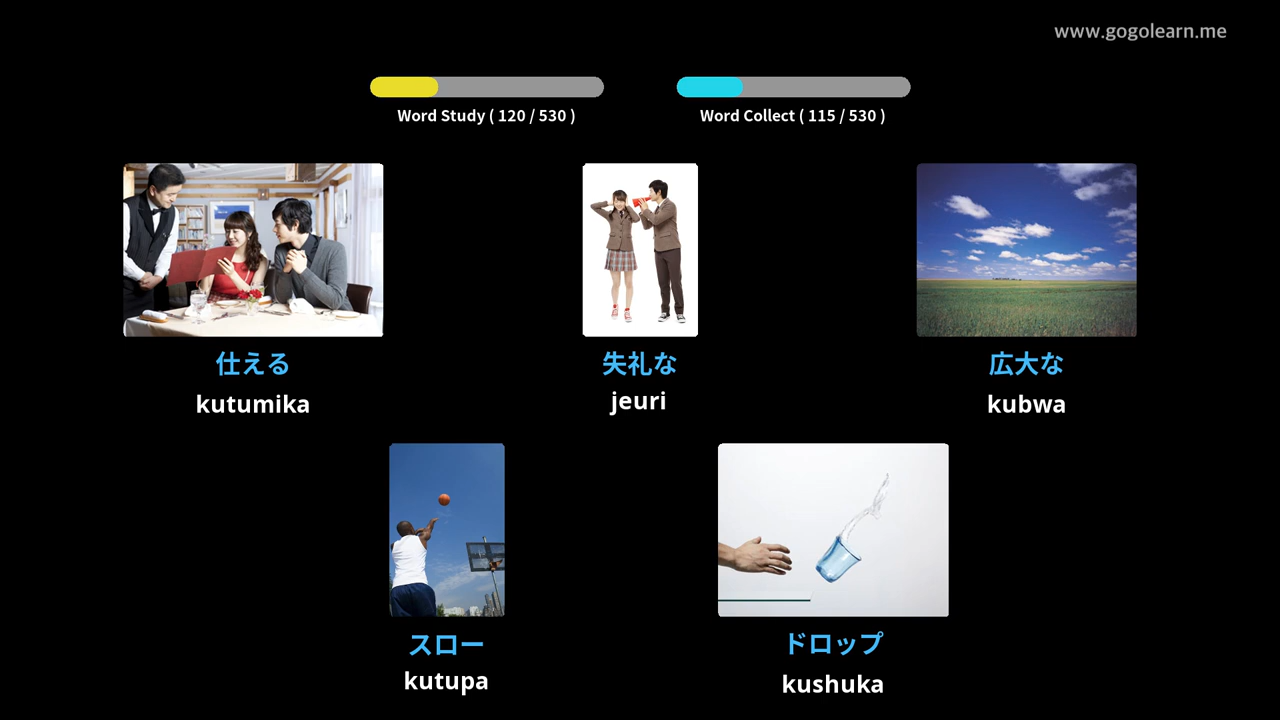 www.gogolearn.me
Word Study ( 120 / 530 )
Word Collect ( 115 / 530 )
仕える
kutumika
失礼な
jeuri
広大な
kubwa
スロー
kutupa
ドロップ
kushuka